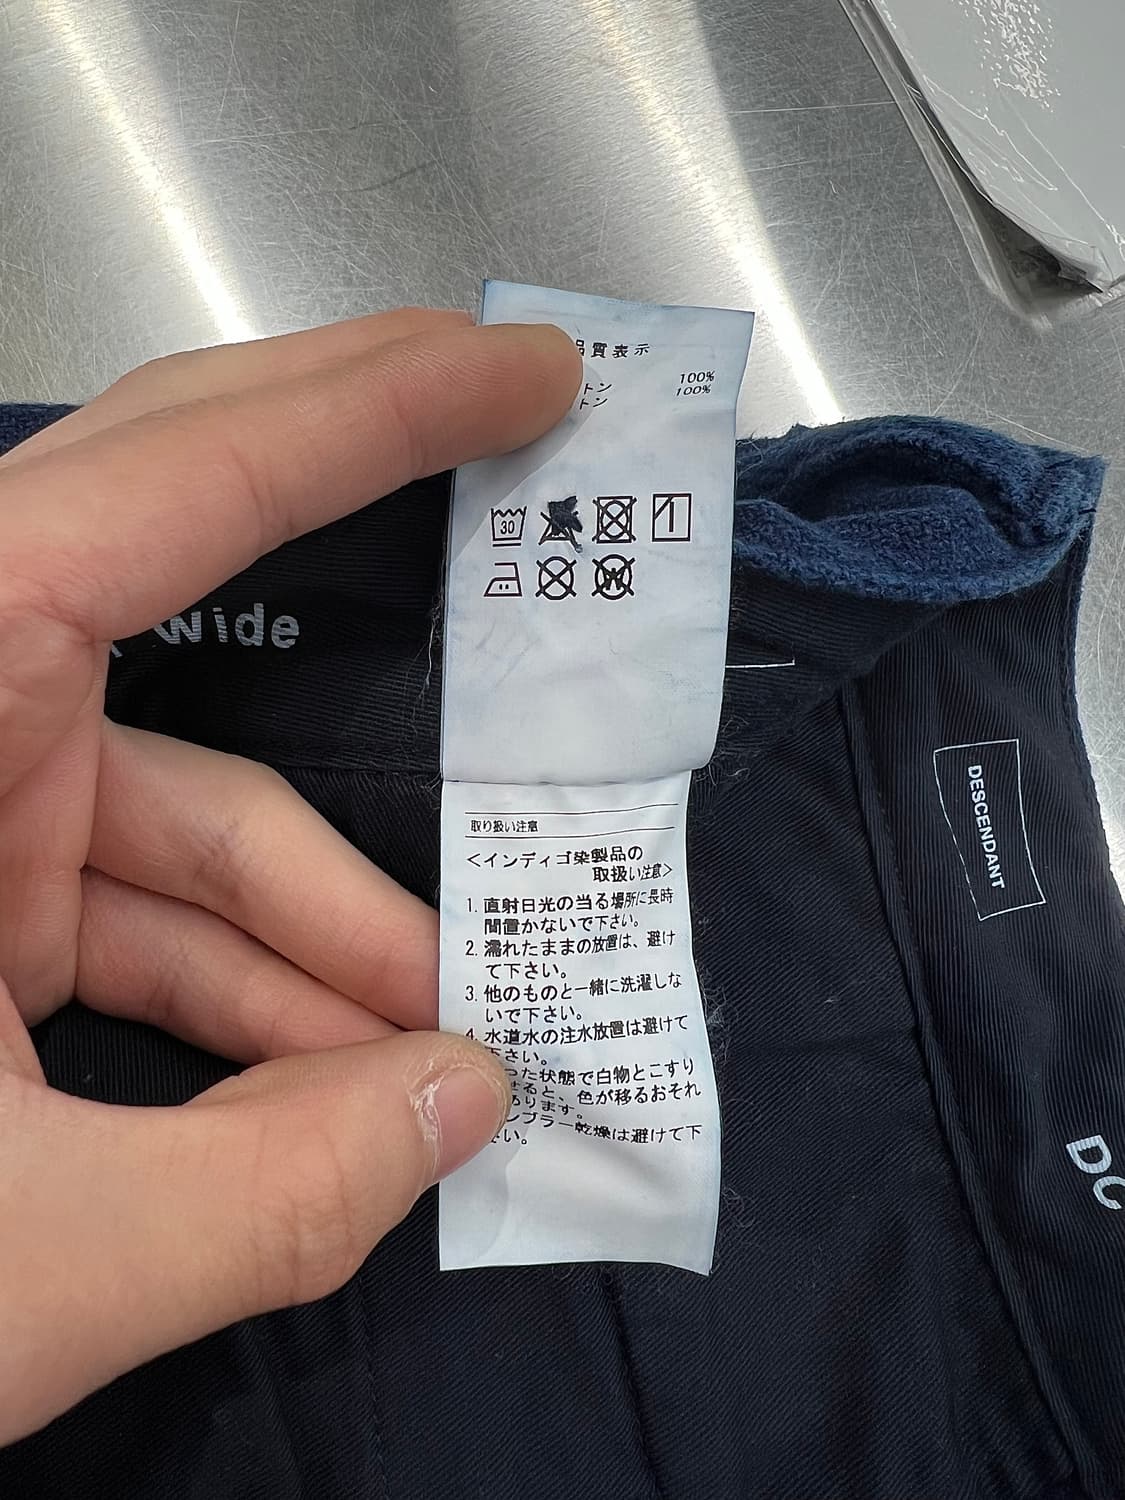 質表示
トン 100%
トン 100%
30
W
Wide
DESCENDANT
取り扱い注意
<インディゴ染製品の
取扱い注意>
1. 直射日光の当る場所に長時
間置かないで下さい。
2. 濡れたままの放置は、避け
て下さい。
3. 他のものと一緒に洗濯しな
いで下さい。
4. 水道水の注水放置は避けて
下さい。
った状態で白物とこすり
せると、色が移るおそれ
あります。
ンブラー乾燥は避けて下
さい。
DC